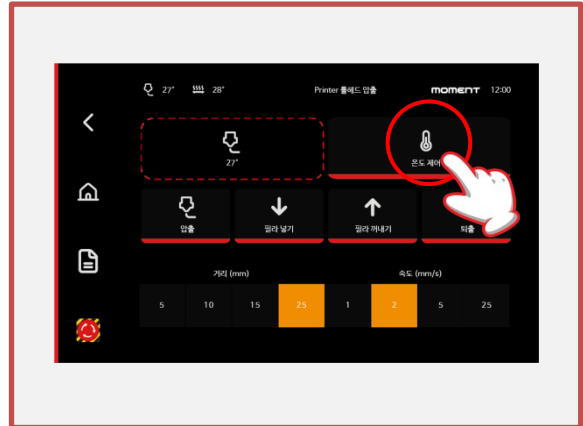 27° 28° Printer 툴헤드 압출 moment 12:00
27°
온도 제어
압출 필라 넣기 필라 꺼내기 퇴출
거리 (mm) 속도 (mm/s)
5 10 15 25 1 2 5 25